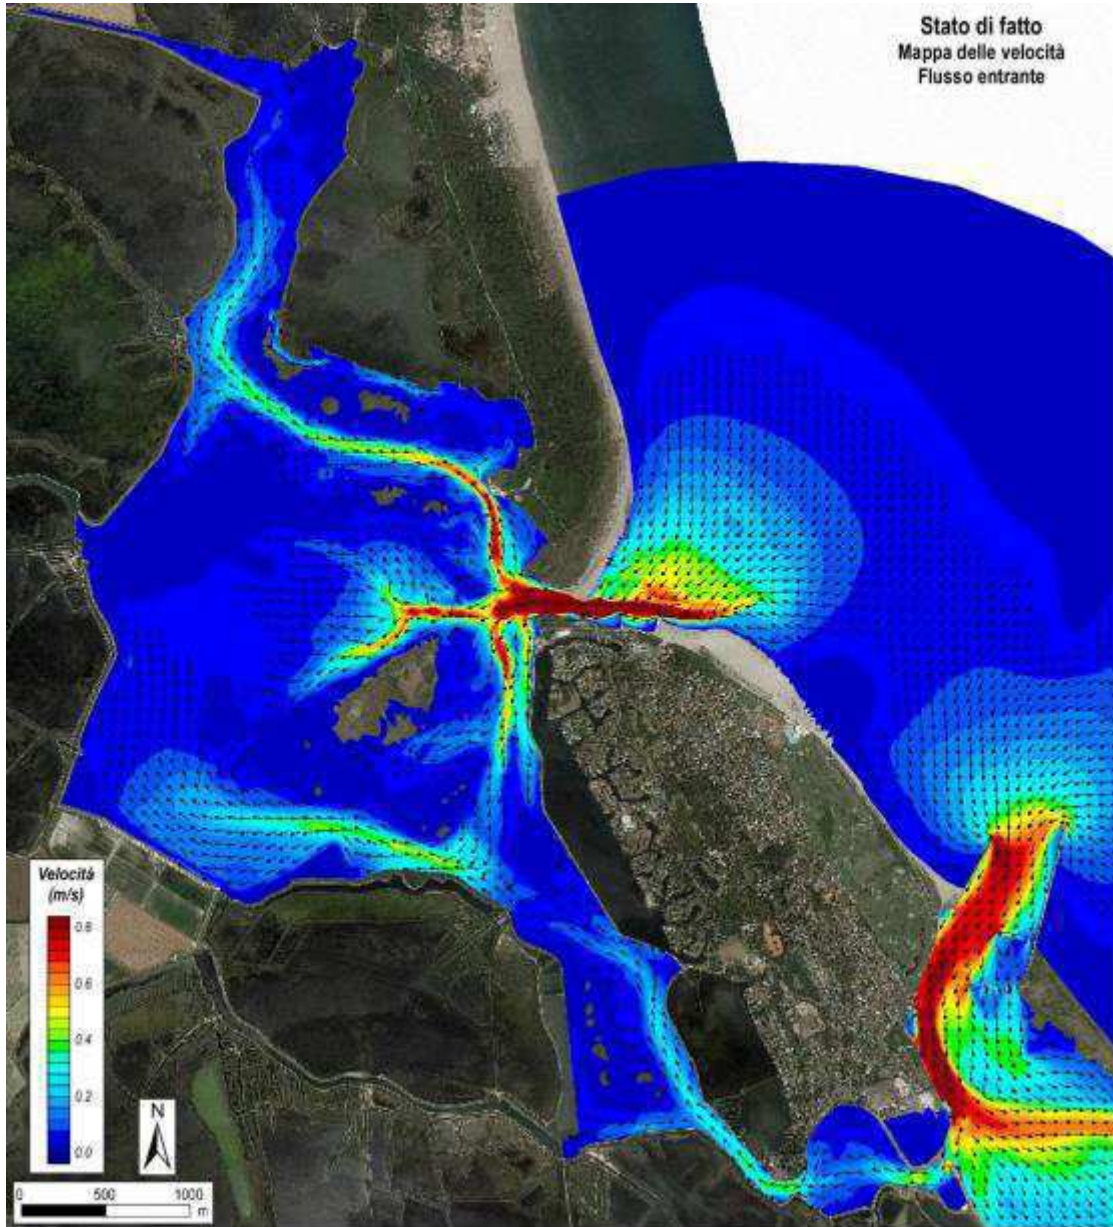 Stato di fatto
Mappa delle velocità
Flusso entrante
Velocità
(m/s)
0.8
0.6
0.4
0.2
0.0
N
0 500 1000
m